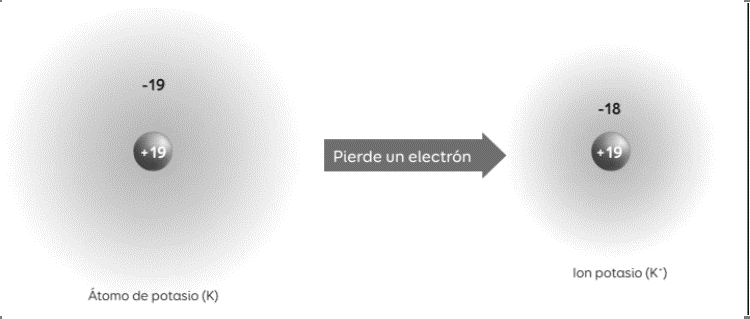 -19
+19
Pierde un electrón
-18
+19
Átomo de potasio (K)
Ion potasio (K⁺)